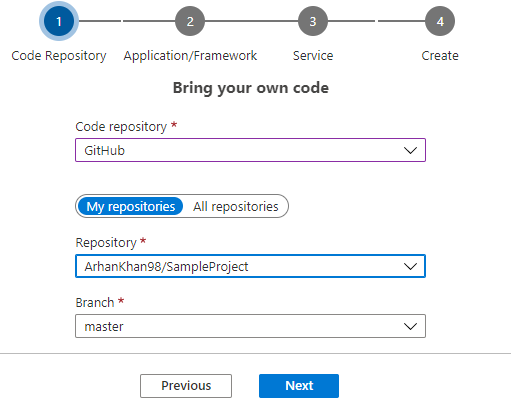 1 2 3 4
Code Repository Application/Framework Service Create
Bring your own code
Code repository *
GitHub
My repositories All repositories
Repository *
ArhanKhan98/SampleProject
Branch *
master
Previous Next